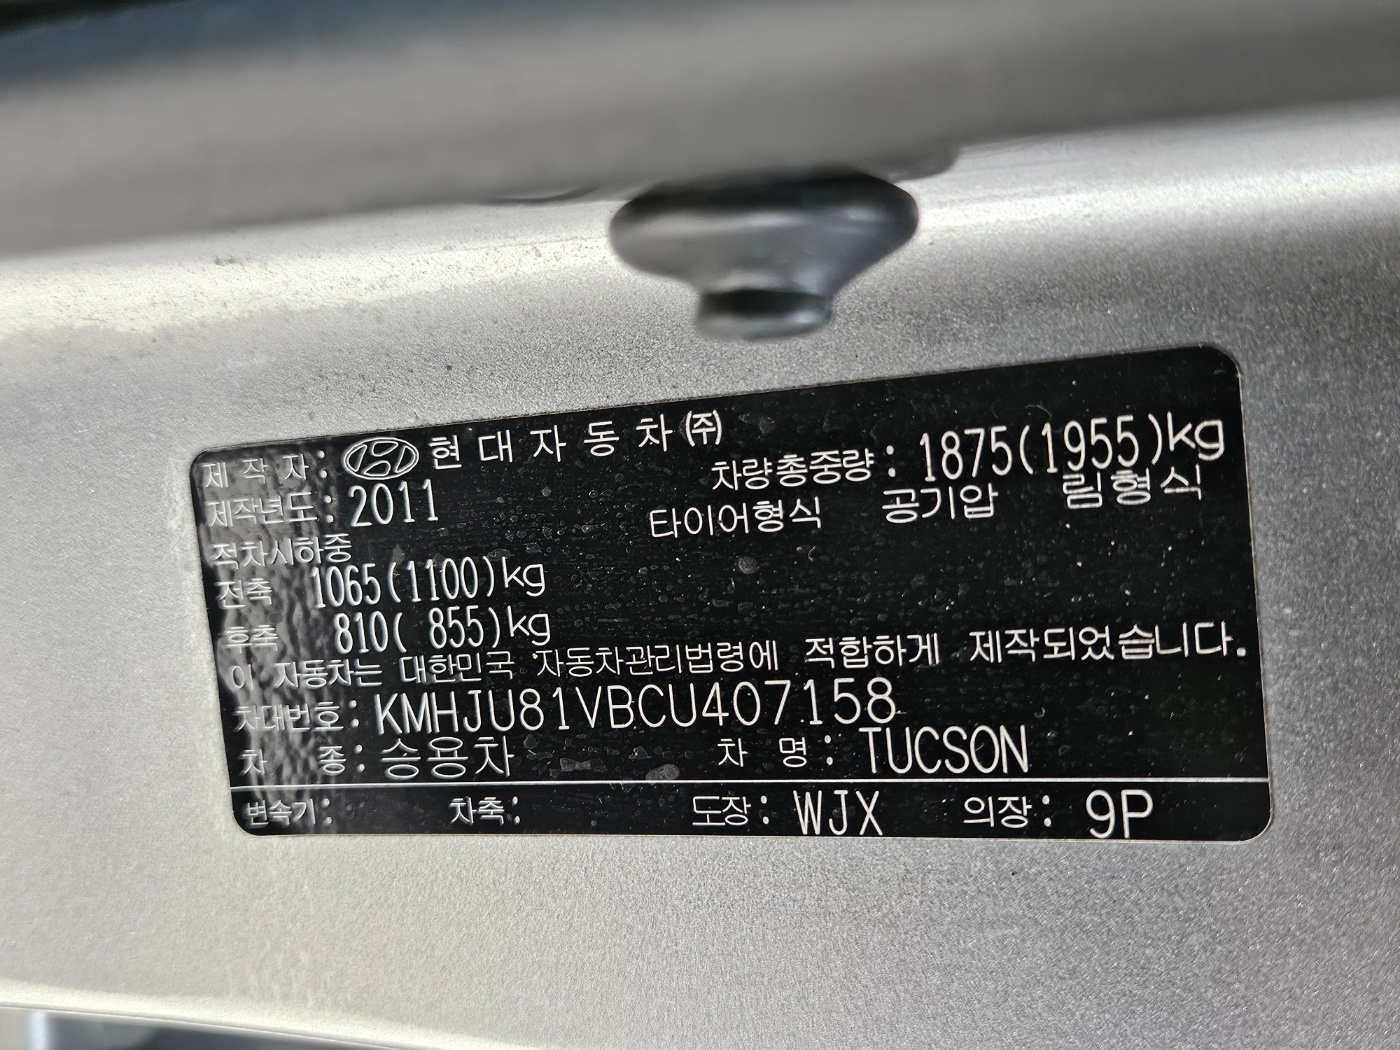 제 작 자 : HYUNDAI 현 대 자 동 차 ㈜
제작년도 : 2011 차량총중량 : 1875(1955)kg
타이어형식 공기압 림형식
적차시하중
전축 1065(1100)kg
후축 810( 855)kg
이 자동차는 대한민국 자동차관리법령에 적합하게 제작되었습니다.
차대번호 : KMHJU81VBCU407158
차 종 : 승용차 차 명 : TUCSON
변속기 : 차축 : 도장 : WJX 의장 : 9P